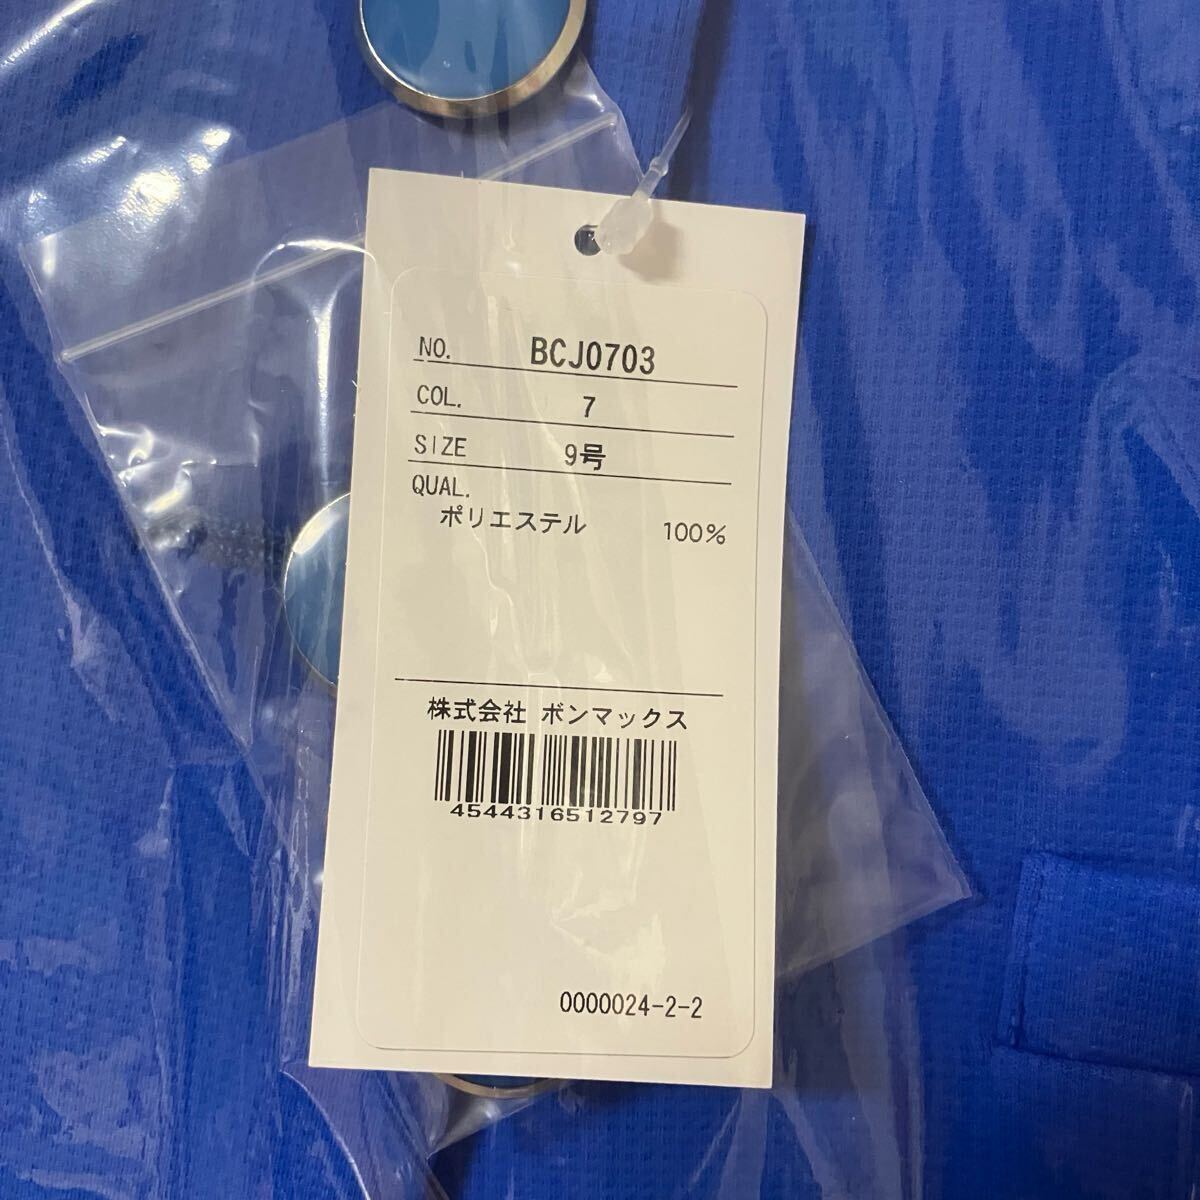 NO. BCJ0703
COL. 7
SIZE 9号
QUAL.
ポリエステル 100%
株式会社 ボンマックス
4544316512797
0000024-2-2